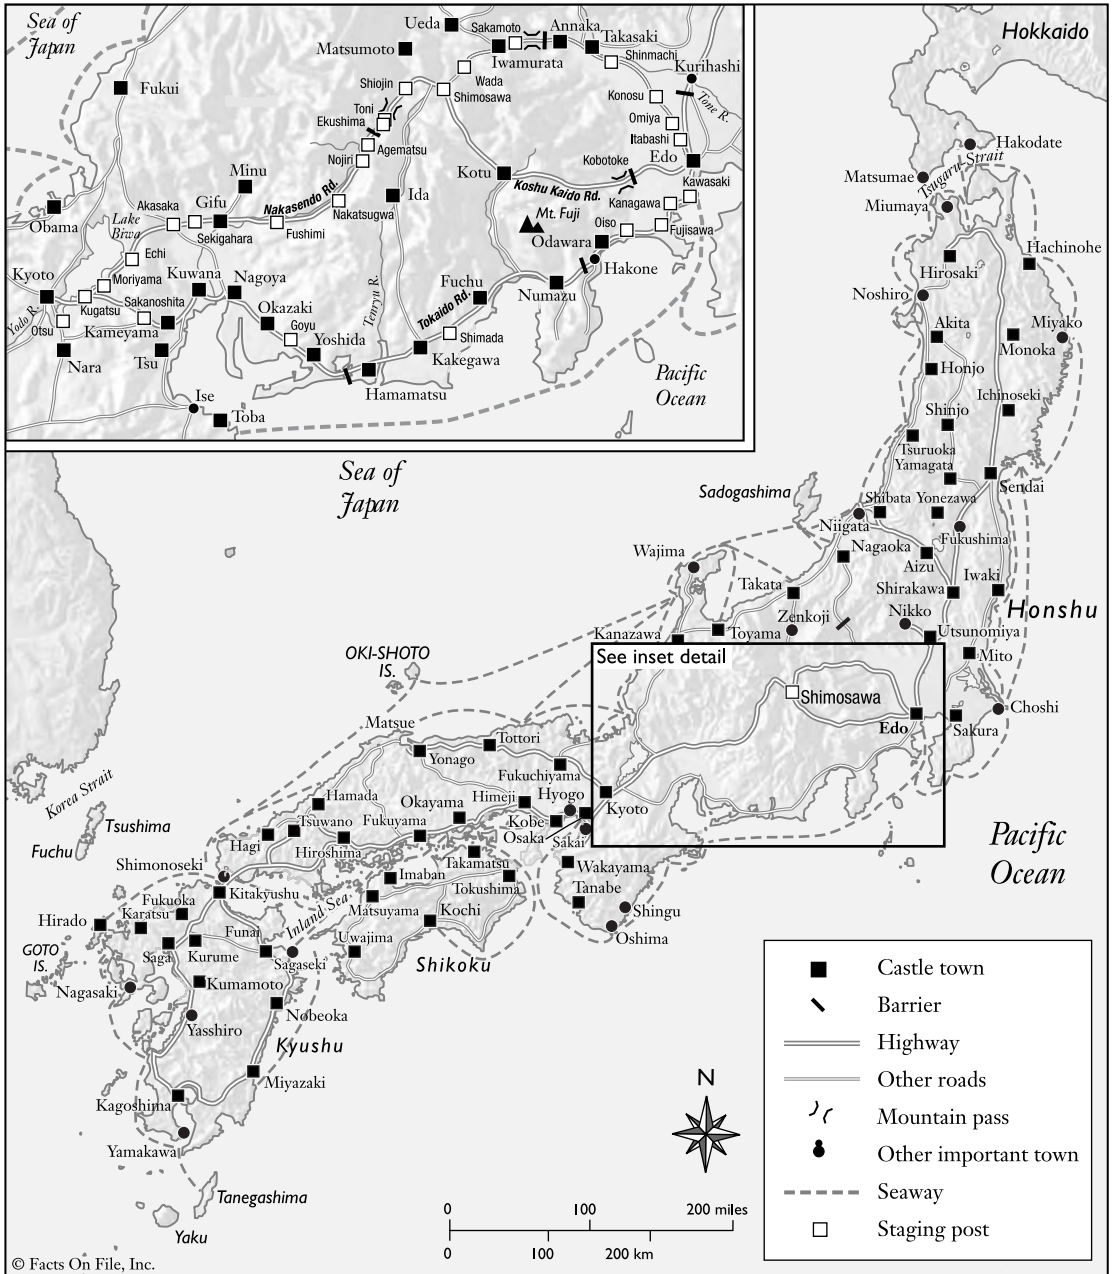 Sea of
Japan
Fukui
Obama
Minu
Matsumoto
Ueda
Sakamoto
Annaka
Takasaki
Iwamurata
Shinmachi
Kurihashi
Wada
Shiojin
Shimosawa
Konosu
Tone R.
Toni
Ekushima
Omiya
Itabashi
Agematsu
Nojiri
Kobotoke
Edo
Kotu
Koshu Kaido Rd.
Kawasaki
Kanagawa
Akasaka
Gifu
Nakasendo Rd.
Ida
Nakatsugwa
Mt. Fuji
Oiso
Fujisawa
Lake
Biwa
Sekigahara
Fushimi
Odawara
Echi
Hakone
Kyoto
Moriyama
Kuwana
Nagoya
Fuchu
Numazu
Kugatsu
Sakanoshita
Okazaki
Tenryu R.
Tokaido Rd.
Yodo R.
Otsu
Kameyama
Goyu
Yoshida
Shimada
Nara
Tsu
Kakegawa
Hamamatsu
Pacific
Ocean
Ise
Toba
Hokkaido
Hakodate
Tsugaru Strait
Matsumae
Miumaya
Hachinohe
Hirosaki
Noshiro
Akita
Miyako
Monoka
Honjo
Ichinoseki
Shinjo
Tsuruoka
Yamagata
Sendai
Sea of
Japan
Sadogashima
Shibata
Yonezawa
Niigata
Fukushima
Wajima
Nagaoka
Aizu
Iwaki
Takata
Shirakawa
Honshu
Zenkoji
Nikko
Kanazawa
Toyama
Utsunomiya
Mito
See inset detail
OKI-SHOTO
IS.
Shimosawa
Choshi
Edo
Sakura
Matsue
Tottori
Yonago
Fukuchiyama
Korea Strait
Hamada
Okayama
Himeji
Hyogo
Kyoto
Tsushima
Tsuwano
Fukuyama
Kobe
Osaka
Sakai
Fuchu
Hagi
Hiroshima
Pacific
Ocean
Shimonoseki
Takamatsu
Wakayama
Imaban
Kitakyushu
Tokushima
Tanabe
Fukuoka
Inland Sea
Matsuyama
Kochi
Shingu
Hirado
Karatsu
Funai
Oshima
Uwajima
GOTO
IS.
Saga
Kurume
Sagaseki
Shikoku
Nagasaki
Kumamoto
Yasshiro
Nobeoka
Kyushu
Miyazaki
Kagoshima
Yamakawa
Tanegashima
Yaku
N
0 100 200 miles
0 100 200 km
Castle town
Barrier
Highway
Other roads
Mountain pass
Other important town
Seaway
Staging post
© Facts On File, Inc.